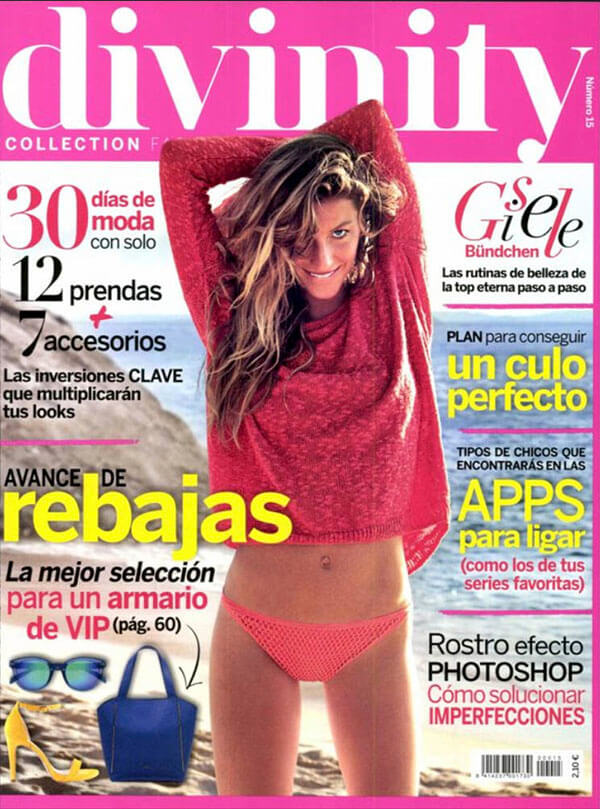 divinity
COLLECTION
Número 15
30 días de
moda
con solo
12 prendas
+
7 accesorios
Las inversiones CLAVE
que multiplicarán
tus looks
AVANCE DE
rebajas
La mejor selección
para un armario
de VIP (pág. 60)
Gisele
Bündchen
Las rutinas de belleza de
la top eterna paso a paso
PLAN para conseguir
un culo
perfecto
TIPOS DE CHICOS QUE
ENCONTRARÁS EN LAS
APPS
para ligar
(como los de tus
series favoritas)
Rostro efecto
PHOTOSHOP
Cómo solucionar
IMPERFECCIONES
2,10 €